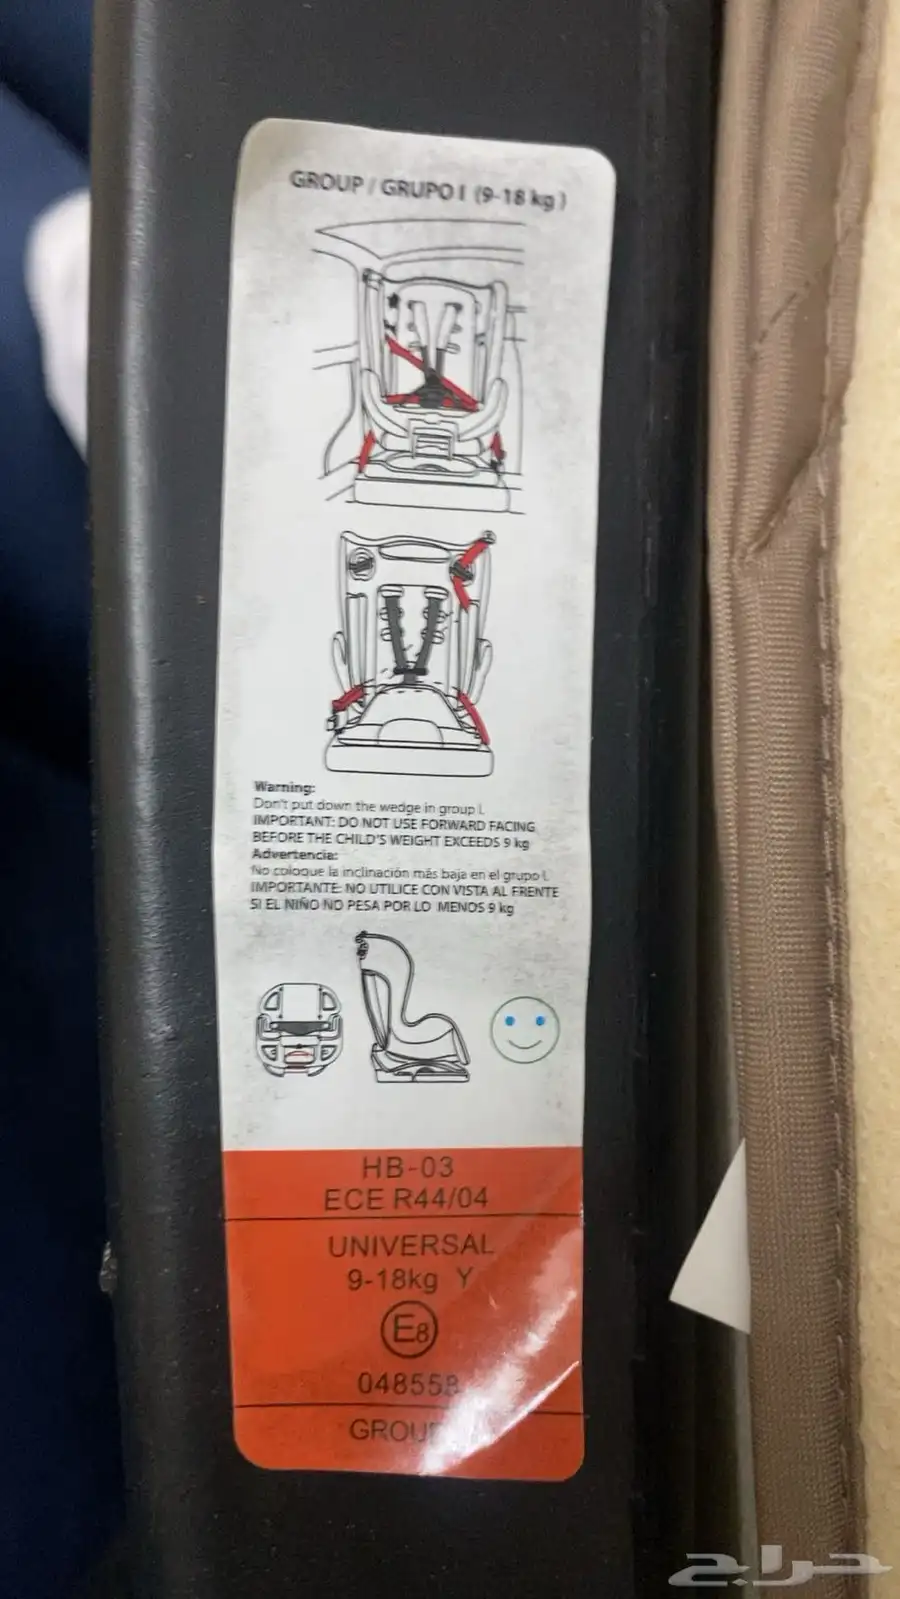 GROUP / GRUPO I (9-18 kg)
Warning:
Don't put down the wedge in group I.
IMPORTANT: DO NOT USE FORWARD FACING
BEFORE THE CHILD'S WEIGHT EXCEEDS 9 kg
Advertencia:
No coloque la inclinación más baja en el grupo I.
IMPORTANTE: NO UTILICE CON VISTA AL FRENTE
SI EL NIÑO NO PESA POR LO MENOS 9 kg
HB-03
ECE R44/04
UNIVERSAL
9-18kg Y
E8
048558
GROUP
حراج